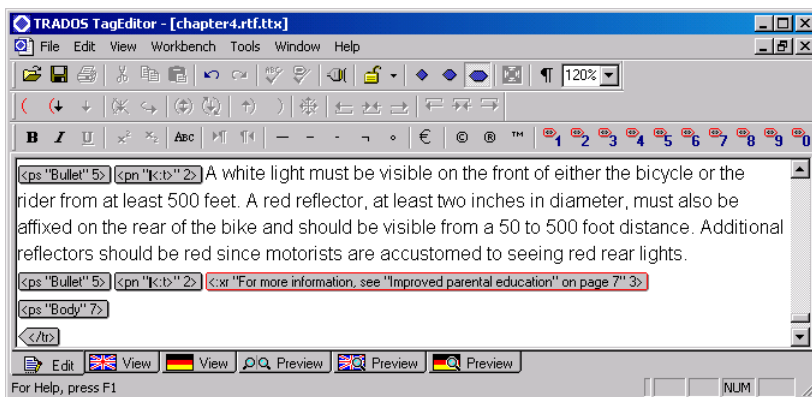 TRADOS TagEditor - [chapter4.rtf.ttx]
File Edit View Workbench Tools Window Help
¶ 120%
B I U x² x₂ ABC ¶ — – - ¬ ° € © ® ™ 1 2 3 4 5 6 7 8 9 0
<ps "Bullet" 5> <pn "|<:t>" 2> A white light must be visible on the front of either the bicycle or the
rider from at least 500 feet. A red reflector, at least two inches in diameter, must also be
affixed on the rear of the bike and should be visible from a 50 to 500 foot distance. Additional
reflectors should be red since motorists are accustomed to seeing red rear lights.
<ps "Bullet" 5> <pn "|<:t>" 2> <:xr "For more information, see "Improved parental education" on page 7" 3>
<ps "Body" 7>
</tr>
Edit View View Preview Preview Preview
For Help, press F1 NUM